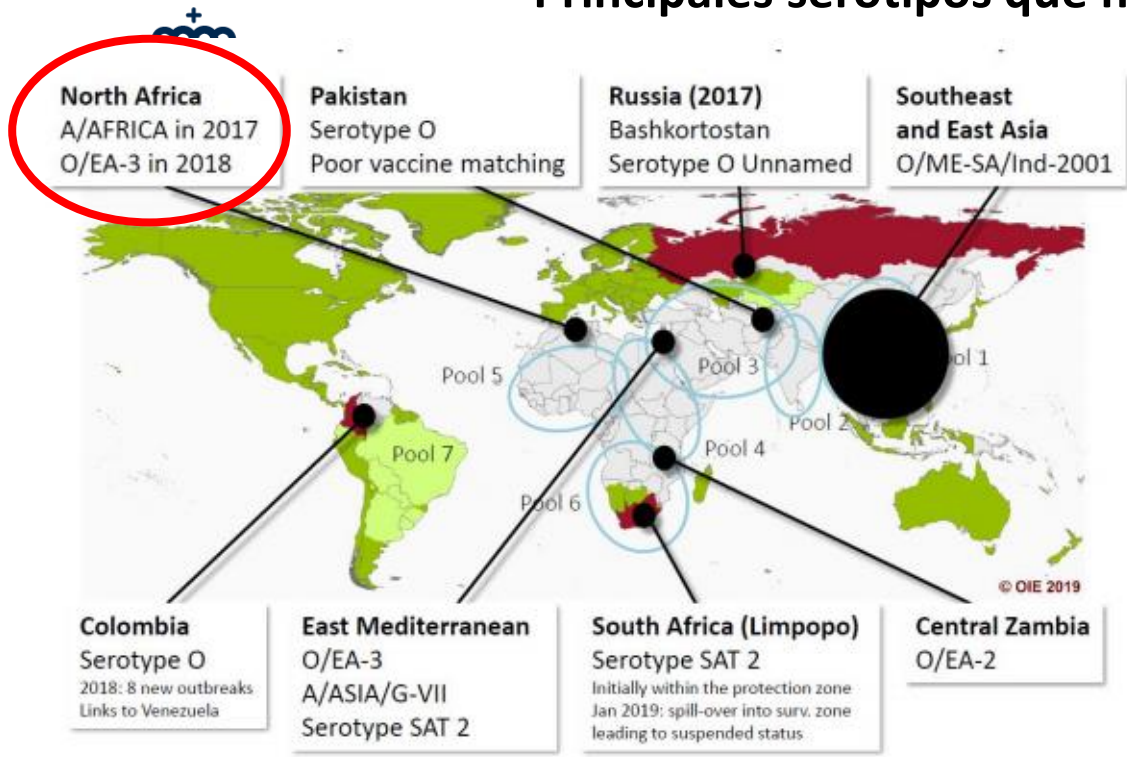 Principales serotipos que
North Africa
A/AFRICA in 2017
O/EA-3 in 2018
Pakistan
Serotype O
Poor vaccine matching
Russia (2017)
Bashkortostan
Serotype O Unnamed
Southeast
and East Asia
O/ME-SA/Ind-2001
Pool 5
Pool 3
ool 1
Pool 2
Pool 7
Pool 4
Pool 6
© OIE 2019
Colombia
Serotype O
2018: 8 new outbreaks
Links to Venezuela
East Mediterranean
O/EA-3
A/ASIA/G-VII
Serotype SAT 2
South Africa (Limpopo)
Serotype SAT 2
Initially within the protection zone
Jan 2019: spill-over into surv. zone
leading to suspended status
Central Zambia
O/EA-2